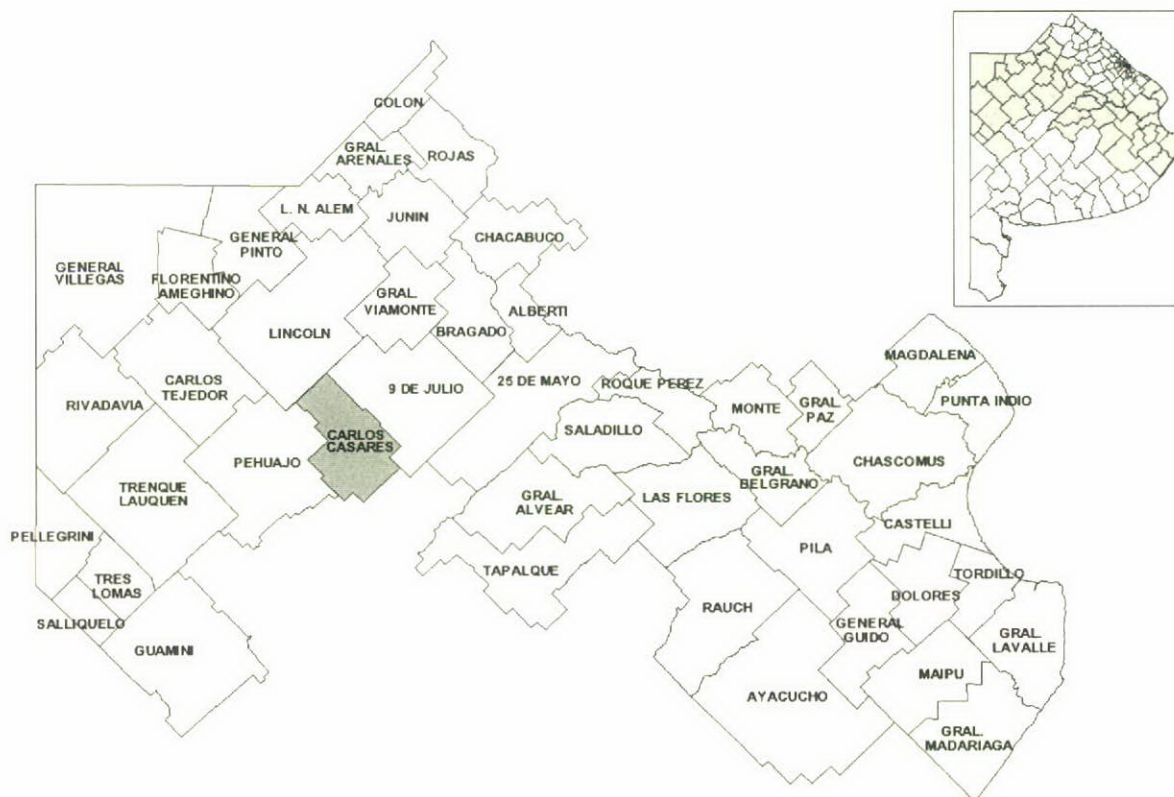 COLON
GRAL.
ARENALES
ROJAS
L. N. ALEM
JUNIN
CHACABUCO
GENERAL
PINTO
GENERAL
VILLEGAS
FLORENTINO
AMEGHINO
GRAL.
VIAMONTE
ALBERTI
BRAGADO
LINCOLN
MAGDALENA
CARLOS
TEJEDOR
9 DE JULIO
25 DE MAYO
ROQUE PEREZ
PUNTA INDIO
RIVADAVIA
MONTE
GRAL.
PAZ
SALADILLO
CARLOS
CASARES
PEHUAJO
CHASCOMUS
GRAL.
BELGRANO
TRENQUE
LAUQUEN
GRAL.
ALVEAR
LAS FLORES
CASTELLI
PELLEGRINI
PILA
TAPALQUE
TORDILLO
TRES
LOMAS
DOLORES
RAUCH
SALLIQUELO
GENERAL
GUIDO
GRAL.
LAVALLE
GUAMINI
MAIPU
AYACUCHO
GRAL.
MADARIAGA